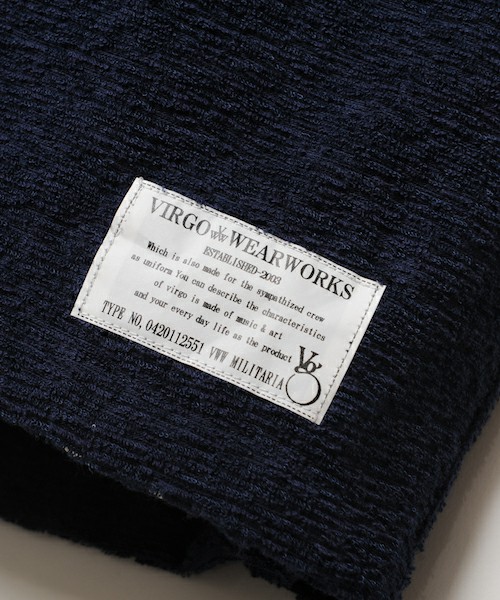 VIRGO VWW WEARWORKS
ESTABLISHED-2003
Which is also made for the sympathized crew
as uniform You can describe the characteristics
of virgo is made of music & art
and your every day life as the product
TYPE NO, 0420112551 VWW MILITARIA
Vgo